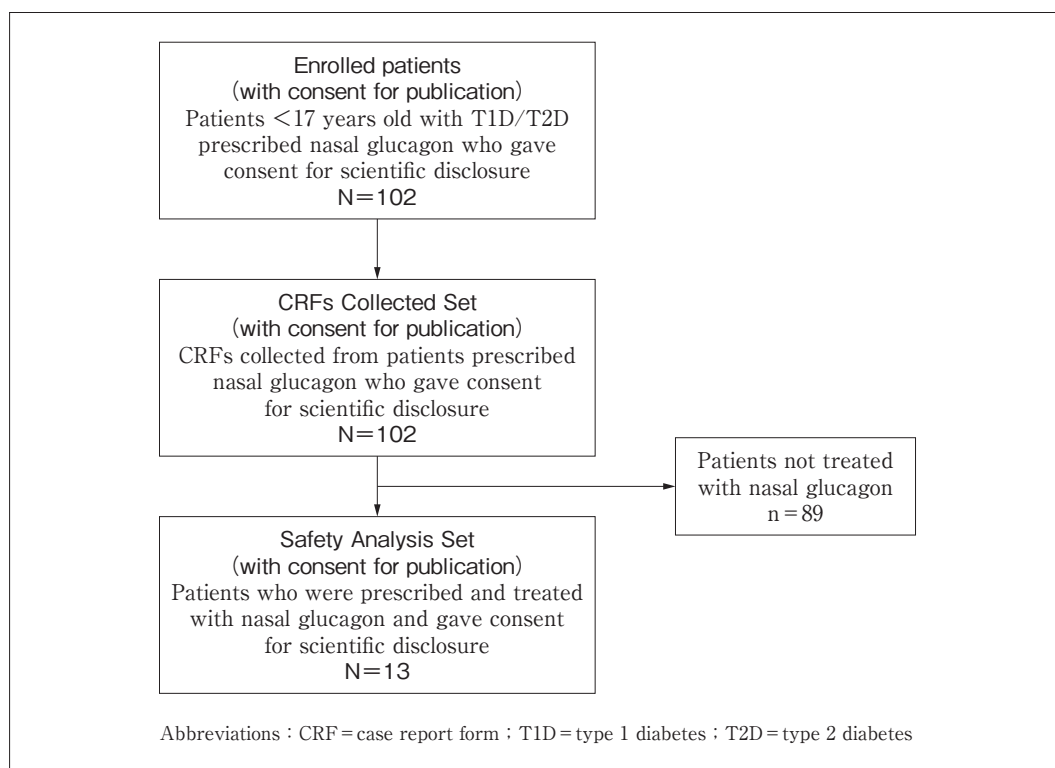 Enrolled patients
（with consent for publication）
Patients ＜17 years old with T1D/T2D
prescribed nasal glucagon who gave
consent for scientific disclosure
N＝102
CRFs Collected Set
（with consent for publication）
CRFs collected from patients prescribed
nasal glucagon who gave consent
for scientific disclosure
N＝102
Patients not treated
with nasal glucagon
n＝89
Safety Analysis Set
（with consent for publication）
Patients who were prescribed and treated
with nasal glucagon and gave consent
for scientific disclosure
N＝13
Abbreviations：CRF＝case report form；T1D＝type 1 diabetes；T2D＝type 2 diabetes